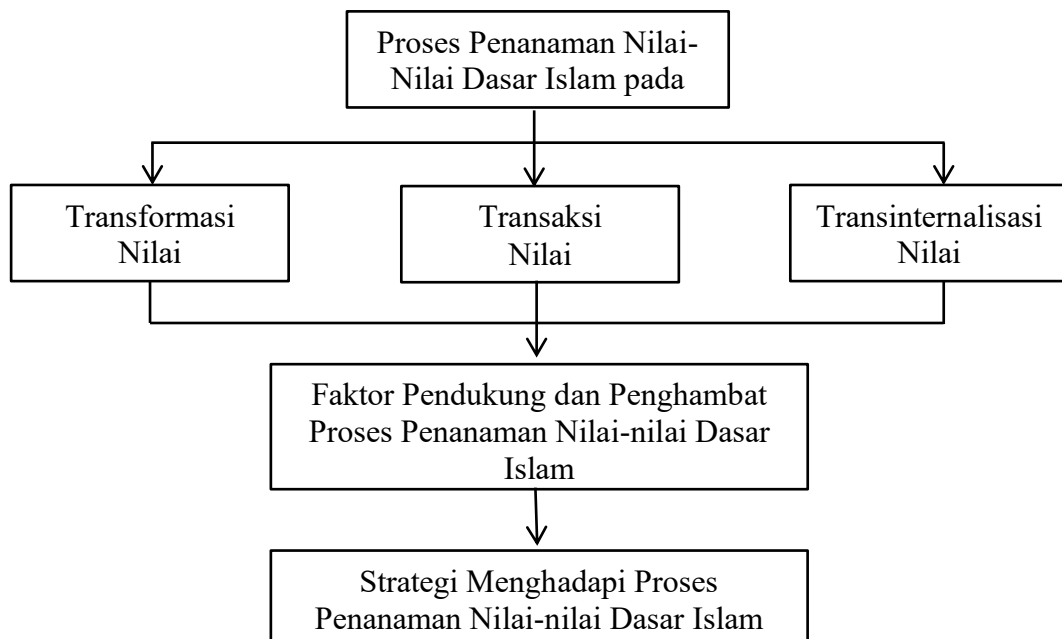 Proses Penanaman Nilai-
Nilai Dasar Islam pada
Transformasi
Nilai
Transaksi
Nilai
Transinternalisasi
Nilai
Faktor Pendukung dan Penghambat
Proses Penanaman Nilai-nilai Dasar
Islam
Strategi Menghadapi Proses
Penanaman Nilai-nilai Dasar Islam